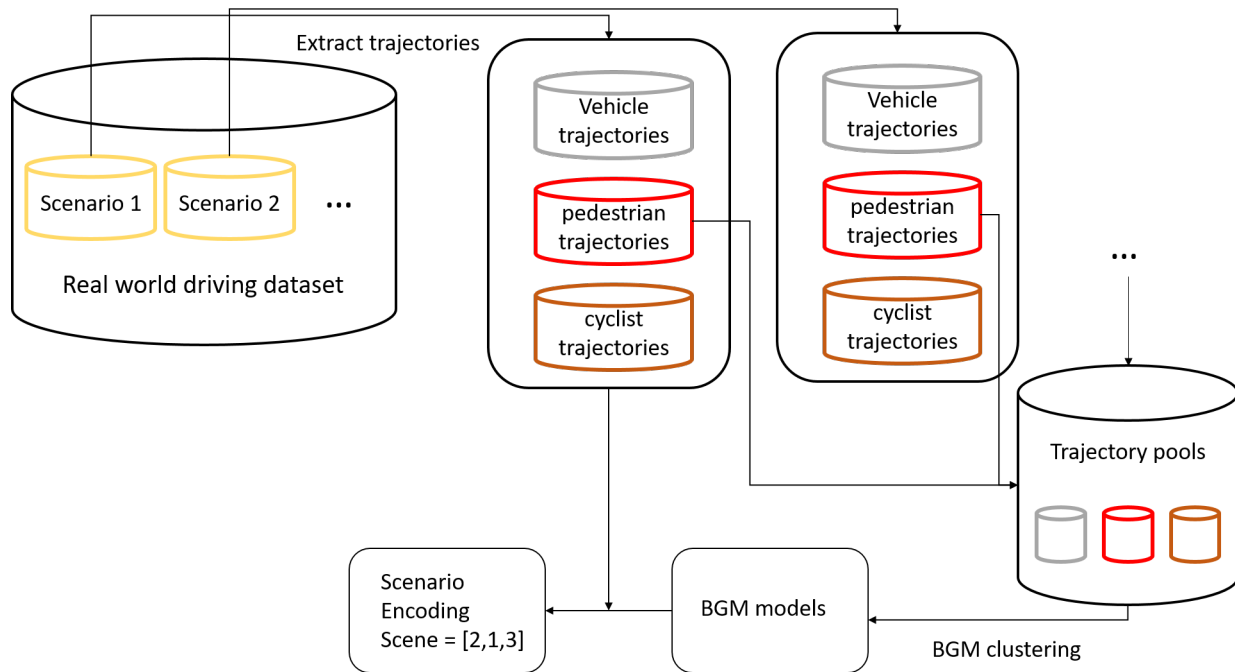 Extract trajectories
Scenario 1
Scenario 2
...
Real world driving dataset
Vehicle
trajectories
pedestrian
trajectories
cyclist
trajectories
Vehicle
trajectories
pedestrian
trajectories
cyclist
trajectories
...
Trajectory pools
Scenario
Encoding
Scene = [2,1,3]
BGM models
BGM clustering